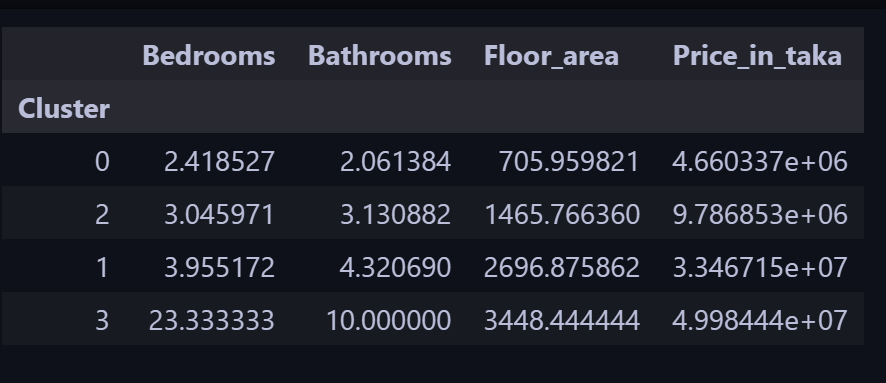 Bedrooms Bathrooms Floor_area Price_in_taka
Cluster
0 2.418527 2.061384 705.959821 4.660337e+06
2 3.045971 3.130882 1465.766360 9.786853e+06
1 3.955172 4.320690 2696.875862 3.346715e+07
3 23.333333 10.000000 3448.444444 4.998444e+07